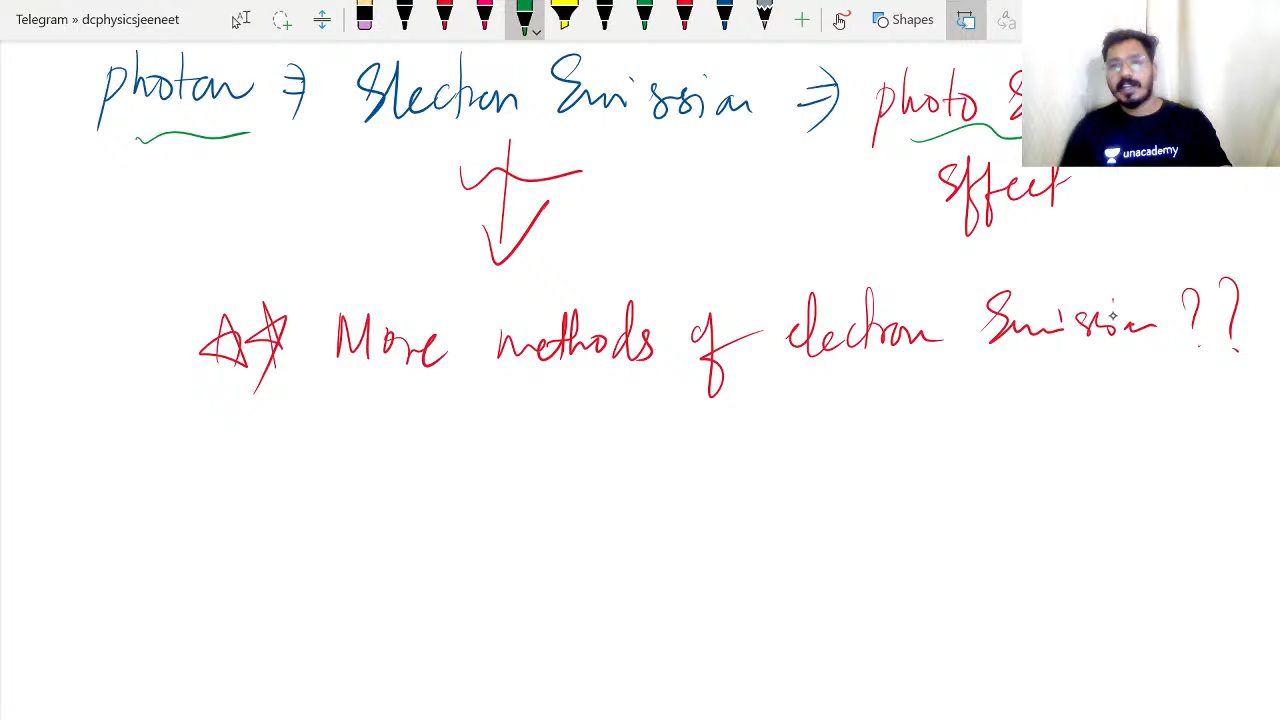 Telegram » dcphysicsjeeneet
Shapes
unacademy
photon ⇒ Electron Emission ⇒ photo
Effect
☆☆ More methods of electron Emission ??